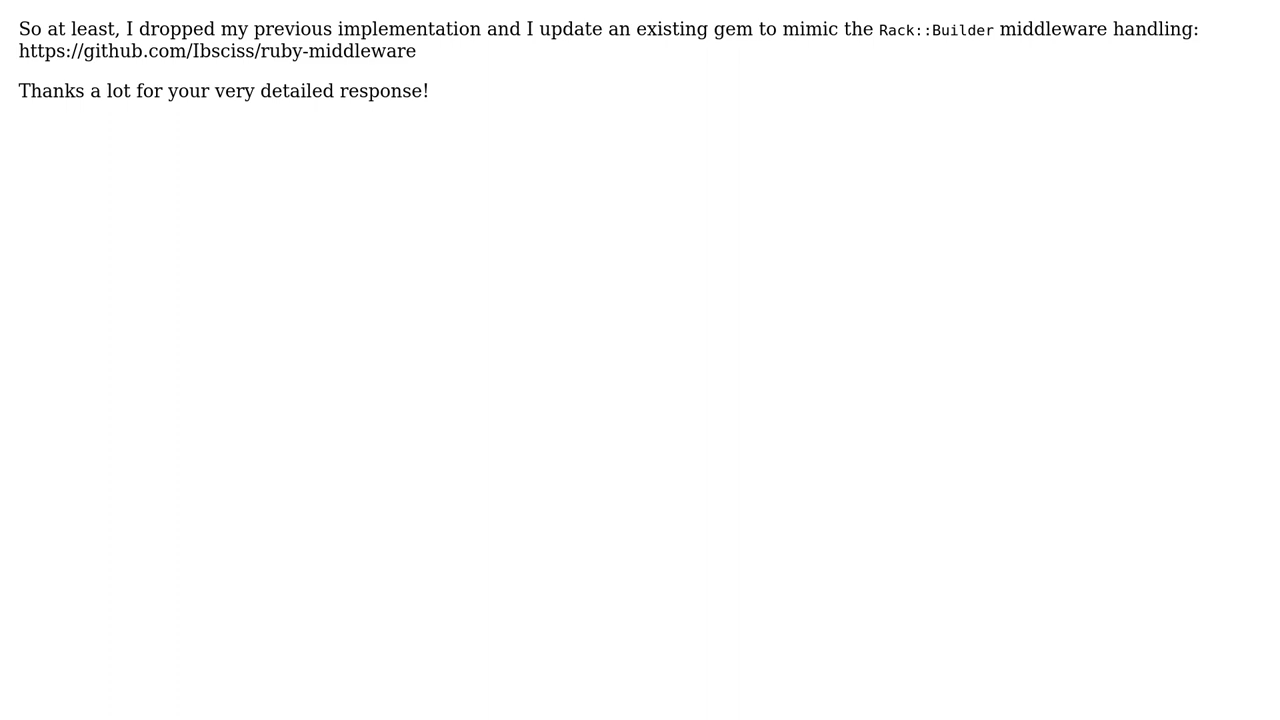 So at least, I dropped my previous implementation and I update an existing gem to mimic the Rack::Builder middleware handling:
https://github.com/Ibsciss/ruby-middleware
Thanks a lot for your very detailed response!